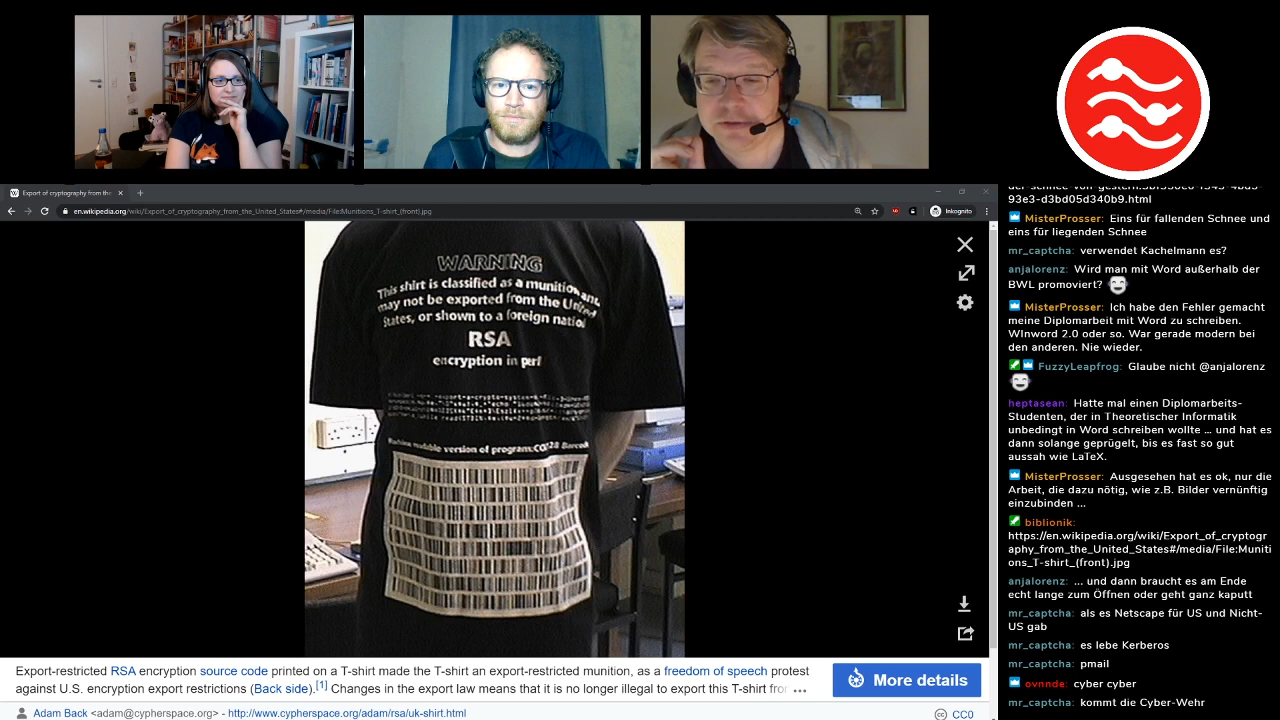 Export of cryptography from the
en.wikipedia.org/wiki/Export_of_cryptography_from_the_United_States#/media/File:Munitions_T-shirt_(front).jpg
Inkognito
WARNING
This shirt is classified as a munition and
may not be exported from the United
States, or shown to a foreign national
RSA
encryption in perl
Machine readable version of program:CODE128 Barcode
Export-restricted RSA encryption source code printed on a T-shirt made the T-shirt an export-restricted munition, as a freedom of speech protest
against U.S. encryption export restrictions (Back side).[1] Changes in the export law means that it is no longer illegal to export this T-shirt from ...
More details
Adam Back <adam@cypherspace.org> - http://www.cypherspace.org/adam/rsa/uk-shirt.html
CC0
93e3-d3bd05d340b9.html
MisterProsser: Eins für fallenden Schnee und
eins für liegenden Schnee
mr_captcha: verwendet Kachelmann es?
anjalorenz: Wird man mit Word außerhalb der
BWL promoviert?
MisterProsser: Ich habe den Fehler gemacht
meine Diplomarbeit mit Word zu schreiben.
WInword 2.0 oder so. War gerade modern bei
den anderen. Nie wieder.
FuzzyLeapfrog: Glaube nicht @anjalorenz
heptasean: Hatte mal einen Diplomarbeits-
Studenten, der in Theoretischer Informatik
unbedingt in Word schreiben wollte ... und hat es
dann solange geprügelt, bis es fast so gut
aussah wie LaTeX.
MisterProsser: Ausgesehen hat es ok, nur die
Arbeit, die dazu nötig, wie z.B. Bilder vernünftig
einzubinden ...
biblionik:
https://en.wikipedia.org/wiki/Export_of_cryptogr
aphy_from_the_United_States#/media/File:Muniti
ons_T-shirt_(front).jpg
anjalorenz: ... und dann braucht es am Ende
echt lange zum Öffnen oder geht ganz kaputt
mr_captcha: als es Netscape für US und Nicht-
US gab
mr_captcha: es lebe Kerberos
mr_captcha: pmail
ovnnde: cyber cyber
mr_captcha: kommt die Cyber-Wehr